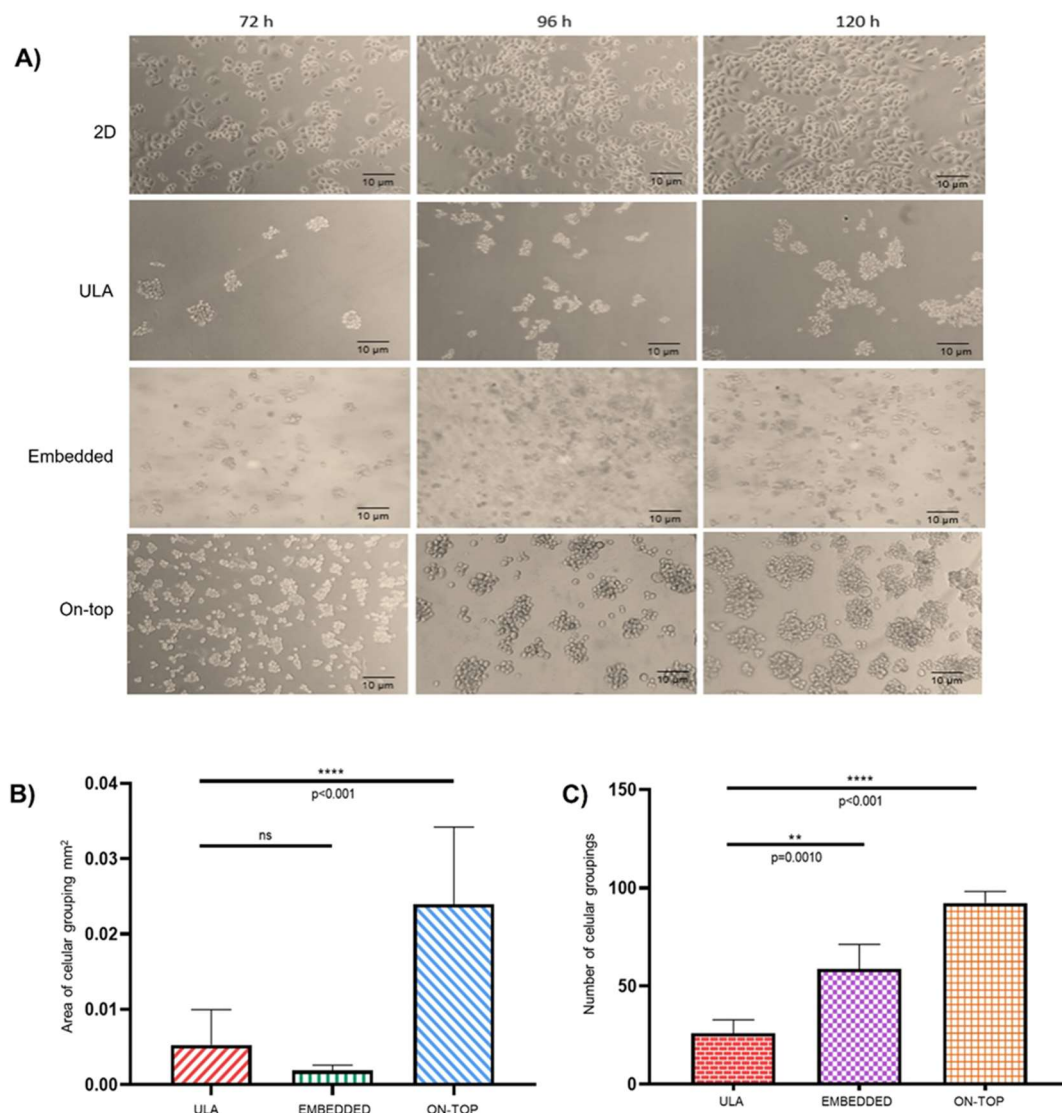 72 h 96 h 120 h
A)
2D
10 µm 10 µm 10 µm
ULA
10 µm 10 µm 10 µm
Embedded
10 µm 10 µm 10 µm
On-top
10 µm 10 µm 10 µm
B)
Area of cellular grouping mm²
0.04
0.03
0.02
0.01
0.00
****
p<0.001
ns
ULA EMBEDDED ON-TOP
C)
Number of cellular groupings
150
100
50
0
****
p<0.001
**
p=0.0010
ULA EMBEDDED ON-TOP